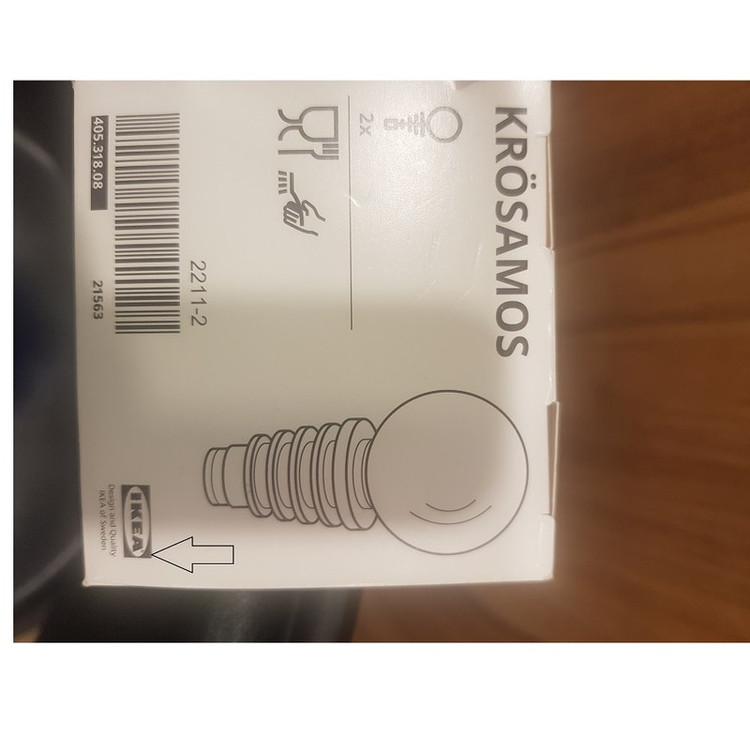 KRÖSAMOS
2x
2211-2
405.318.08
21563
IKEA
Design and Quality
IKEA of Sweden